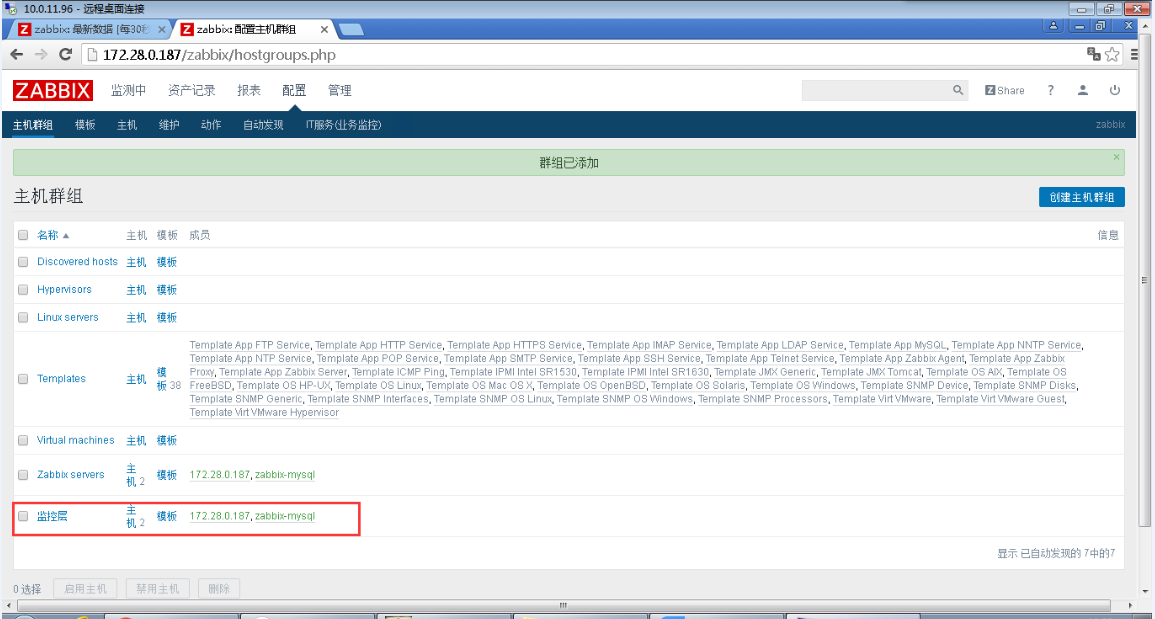 10.0.11.96 - 远程桌面连接
zabbix: 最新数据 [每30秒
zabbix: 配置主机群组
172.28.0.187/zabbix/hostgroups.php
ZABBIX 监测中 资产记录 报表 配置 管理 Z Share ?
主机群组 模板 主机 维护 动作 自动发现 IT服务(业务监控) zabbix
群组已添加
主机群组 创建主机群组
名称 主机 模板 成员 信息
Discovered hosts 主机 模板
Hypervisors 主机 模板
Linux servers 主机 模板
Templates 主机 模板 38
Template App FTP Service, Template App HTTP Service, Template App HTTPS Service, Template App IMAP Service, Template App LDAP Service, Template App MySQL, Template App NNTP Service,
Template App NTP Service, Template App POP Service, Template App SMTP Service, Template App SSH Service, Template App Telnet Service, Template App Zabbix Agent, Template App Zabbix
Proxy, Template App Zabbix Server, Template ICMP Ping, Template IPMI Intel SR1530, Template IPMI Intel SR1630, Template JMX Generic, Template JMX Tomcat, Template OS AIX, Template OS
FreeBSD, Template OS HP-UX, Template OS Linux, Template OS Mac OS X, Template OS OpenBSD, Template OS Solaris, Template OS Windows, Template SNMP Device, Template SNMP Disks,
Template SNMP Generic, Template SNMP Interfaces, Template SNMP OS Linux, Template SNMP OS Windows, Template SNMP Processors, Template Virt VMware, Template Virt VMware Guest,
Template Virt VMware Hypervisor
Virtual machines 主机 模板
Zabbix servers 主机 2 模板 172.28.0.187, zabbix-mysql
监控层 主机 2 模板 172.28.0.187, zabbix-mysql
显示 已自动发现的 7中的7
0 选择 启用主机 禁用主机 删除